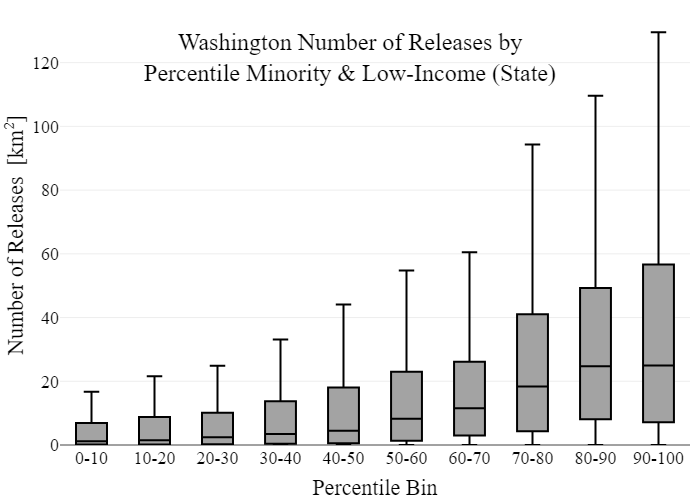 Washington Number of Releases by
Percentile Minority & Low-Income (State)
Number of Releases [km²]
120
100
80
60
40
20
0
0-10 10-20 20-30 30-40 40-50 50-60 60-70 70-80 80-90 90-100
Percentile Bin